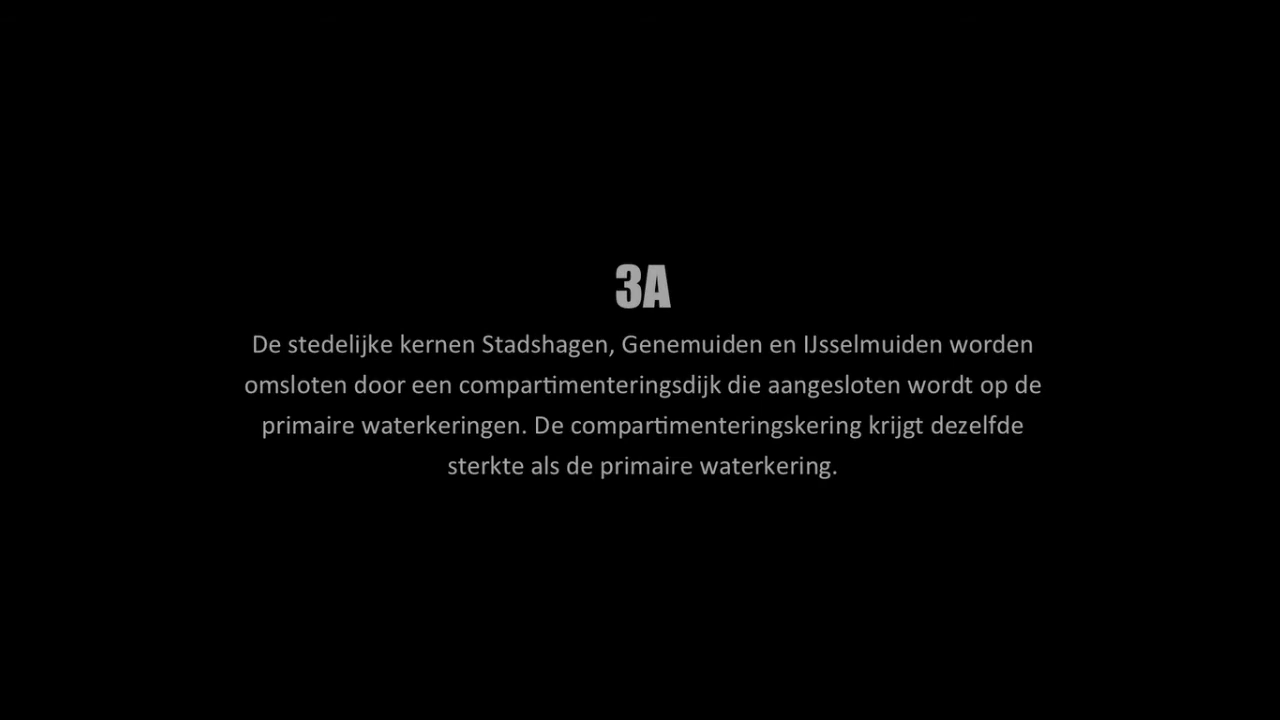 3A
De stedelijke kernen Stadshagen, Genemuiden en IJsselmuiden worden
omsloten door een compartimenteringsdijk die aangesloten wordt op de
primaire waterkeringen. De compartimenteringskering krijgt dezelfde
sterkte als de primaire waterkering.